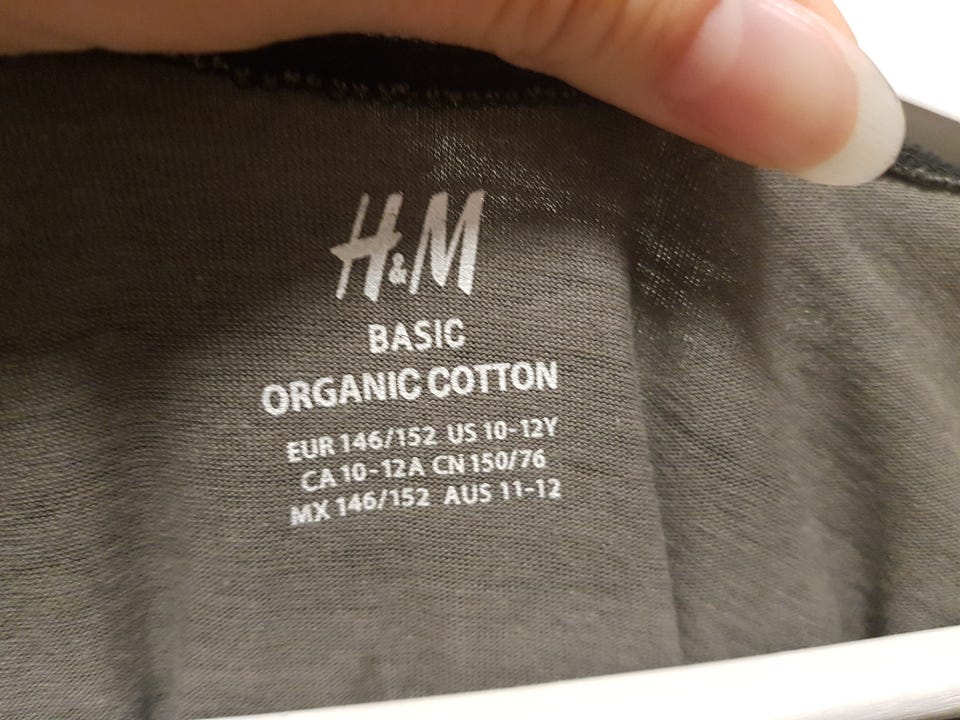 H&M
BASIC
ORGANIC COTTON
EUR 146/152 US 10-12Y
CA 10-12A CN 150/76
MX 146/152 AUS 11-12